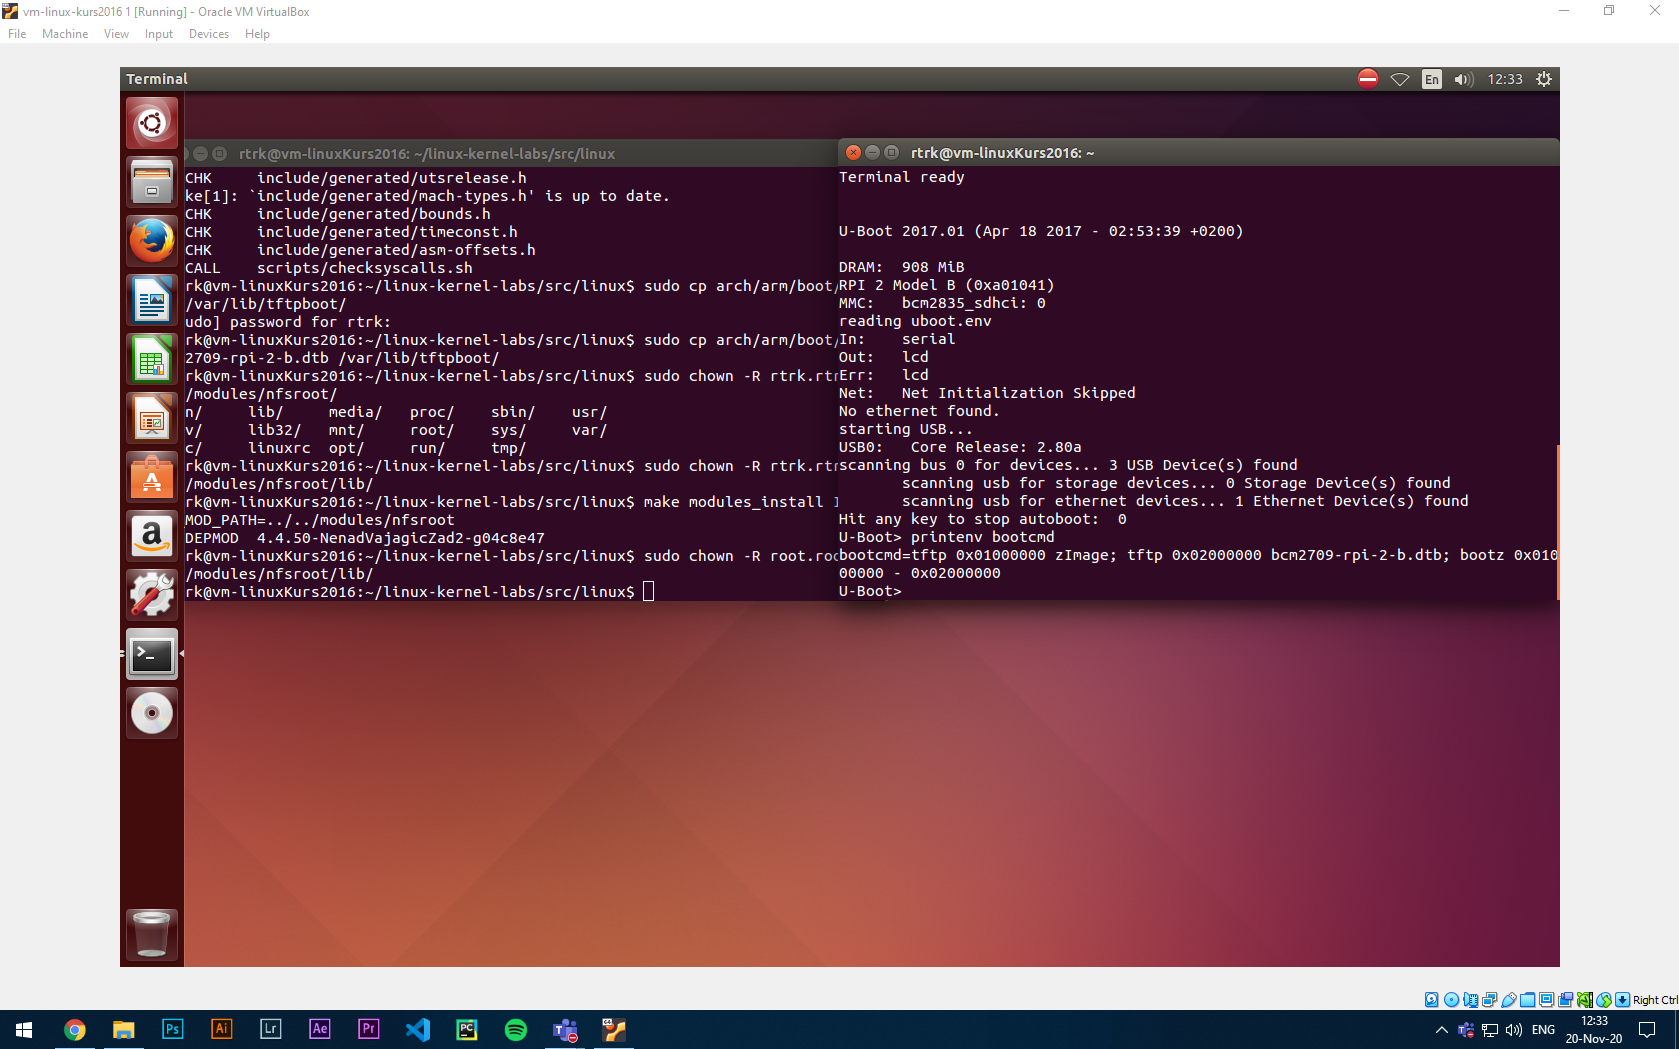 vm-linux-kurs2016 1 [Running] - Oracle VM VirtualBox
File Machine View Input Devices Help
Terminal
En
12:33
rtrk@vm-linuxKurs2016: ~/linux-kernel-labs/src/linux
CHK     include/generated/utsrelease.h
ke[1]: `include/generated/mach-types.h' is up to date.
CHK     include/generated/bounds.h
CHK     include/generated/timeconst.h
CHK     include/generated/asm-offsets.h
CALL    scripts/checksyscalls.sh
rk@vm-linuxKurs2016:~/linux-kernel-labs/src/linux$ sudo cp arch/arm/boot/
/var/lib/tftpboot/
udo] password for rtrk:
rk@vm-linuxKurs2016:~/linux-kernel-labs/src/linux$ sudo cp arch/arm/boot/
2709-rpi-2-b.dtb /var/lib/tftpboot/
rk@vm-linuxKurs2016:~/linux-kernel-labs/src/linux$ sudo chown -R rtrk.rtr
/modules/nfsroot/
n/     lib/     media/   proc/    sbin/    usr/
v/     lib32/   mnt/     root/    sys/     var/
c/     linuxrc  opt/     run/     tmp/
rk@vm-linuxKurs2016:~/linux-kernel-labs/src/linux$ sudo chown -R rtrk.rtr
/modules/nfsroot/lib/
rk@vm-linuxKurs2016:~/linux-kernel-labs/src/linux$ make modules_install I
MOD_PATH=../../modules/nfsroot
DEPMOD  4.4.50-NenadVajagicZad2-g04c8e47
rk@vm-linuxKurs2016:~/linux-kernel-labs/src/linux$ sudo chown -R root.roo
/modules/nfsroot/lib/
rk@vm-linuxKurs2016:~/linux-kernel-labs/src/linux$
rtrk@vm-linuxKurs2016: ~
Terminal ready
U-Boot 2017.01 (Apr 18 2017 - 02:53:39 +0200)
DRAM:  908 MiB
RPI 2 Model B (0xa01041)
MMC:   bcm2835_sdhci: 0
reading uboot.env
In:    serial
Out:   lcd
Err:   lcd
Net:   Net Initialization Skipped
No ethernet found.
starting USB...
USB0:   Core Release: 2.80a
scanning bus 0 for devices... 3 USB Device(s) found
scanning usb for storage devices... 0 Storage Device(s) found
scanning usb for ethernet devices... 1 Ethernet Device(s) found
Hit any key to stop autoboot:  0
U-Boot> printenv bootcmd
bootcmd=tftp 0x01000000 zImage; tftp 0x02000000 bcm2709-rpi-2-b.dtb; bootz 0x010
00000 - 0x02000000
U-Boot>
Right Ctrl
Ps Ai Lr Ae Pr PC
ENG
12:33
20-Nov-20